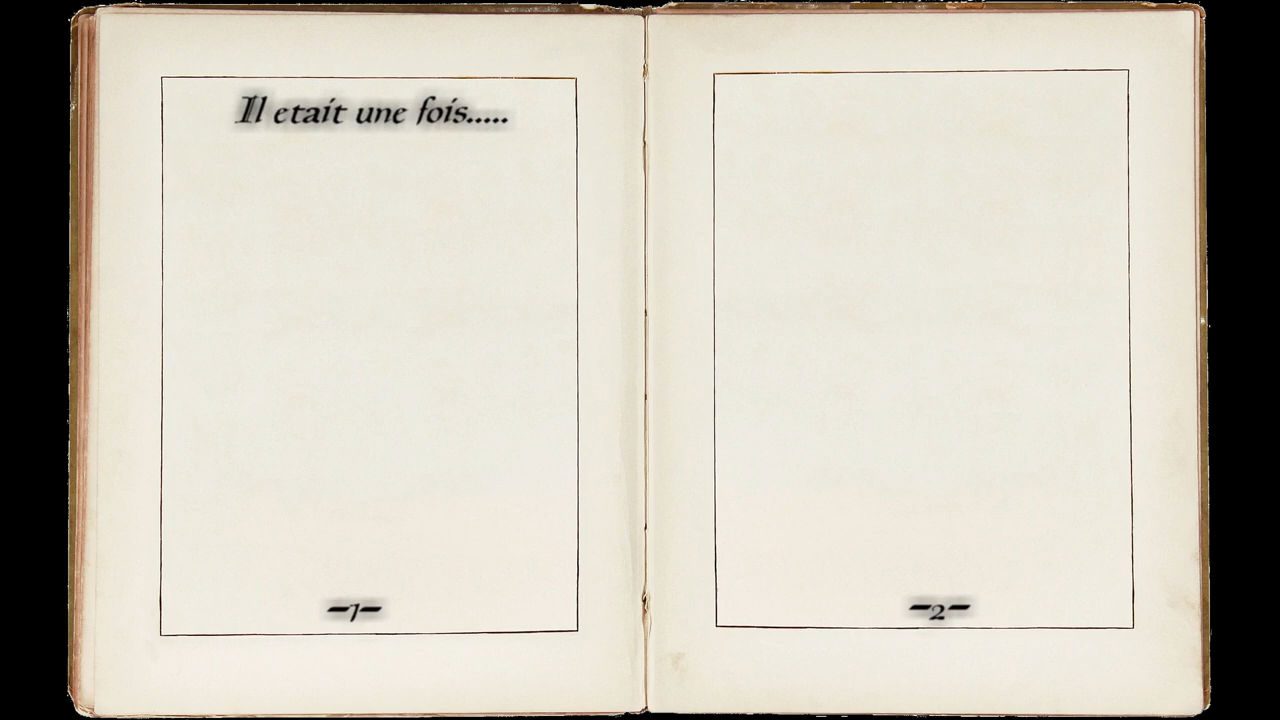 Il etait une fois.....
-1-
-2-